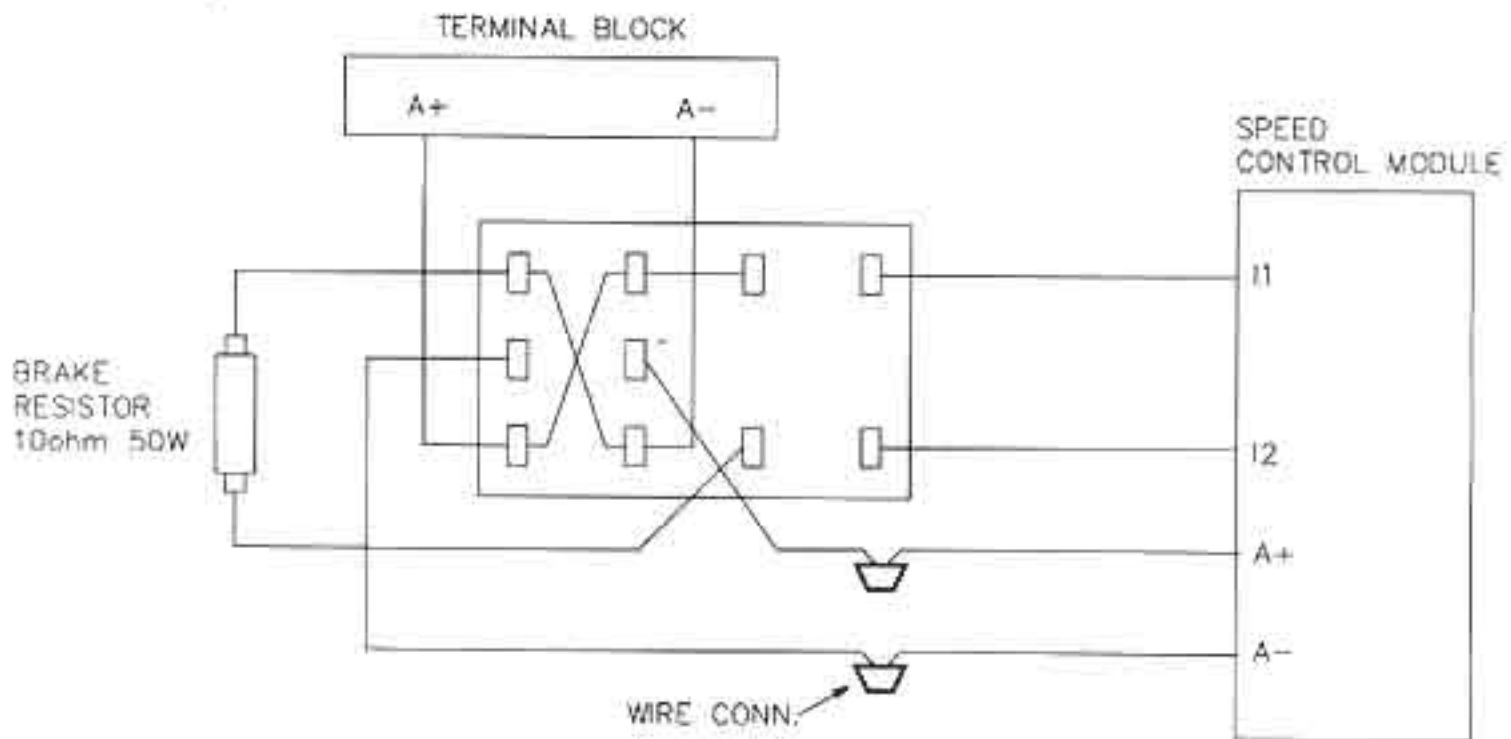 TERMINAL BLOCK
A+
A-
SPEED
CONTROL MODULE
I1
BRAKE
RESISTOR
10ohm 50W
-
I2
A+
A-
WIRE CONN.